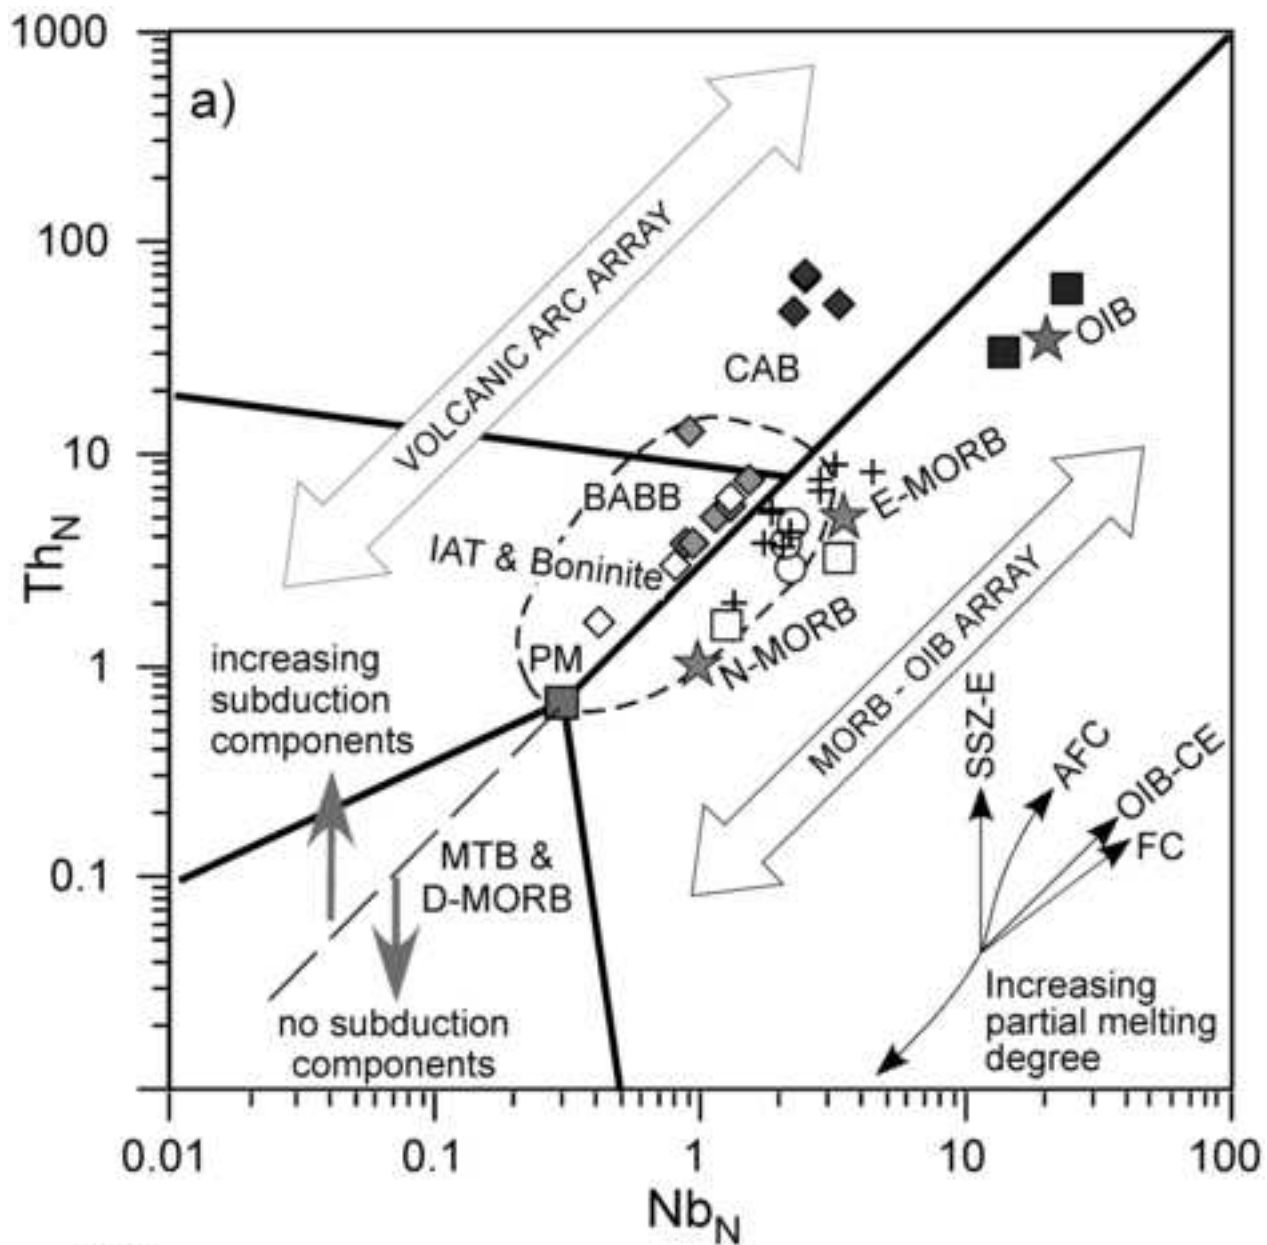 a)
1000
100
10
1
0.1
Th_N
VOLCANIC ARC ARRAY
CAB
OIB
BABB
E-MORB
IAT & Boninite
PM
N-MORB
MORB - OIB ARRAY
increasing
subduction
components
MTB &
D-MORB
no subduction
components
SSZ-E
AFC
OIB-CE
FC
Increasing
partial melting
degree
0.01
0.1
1
10
100
Nb_N